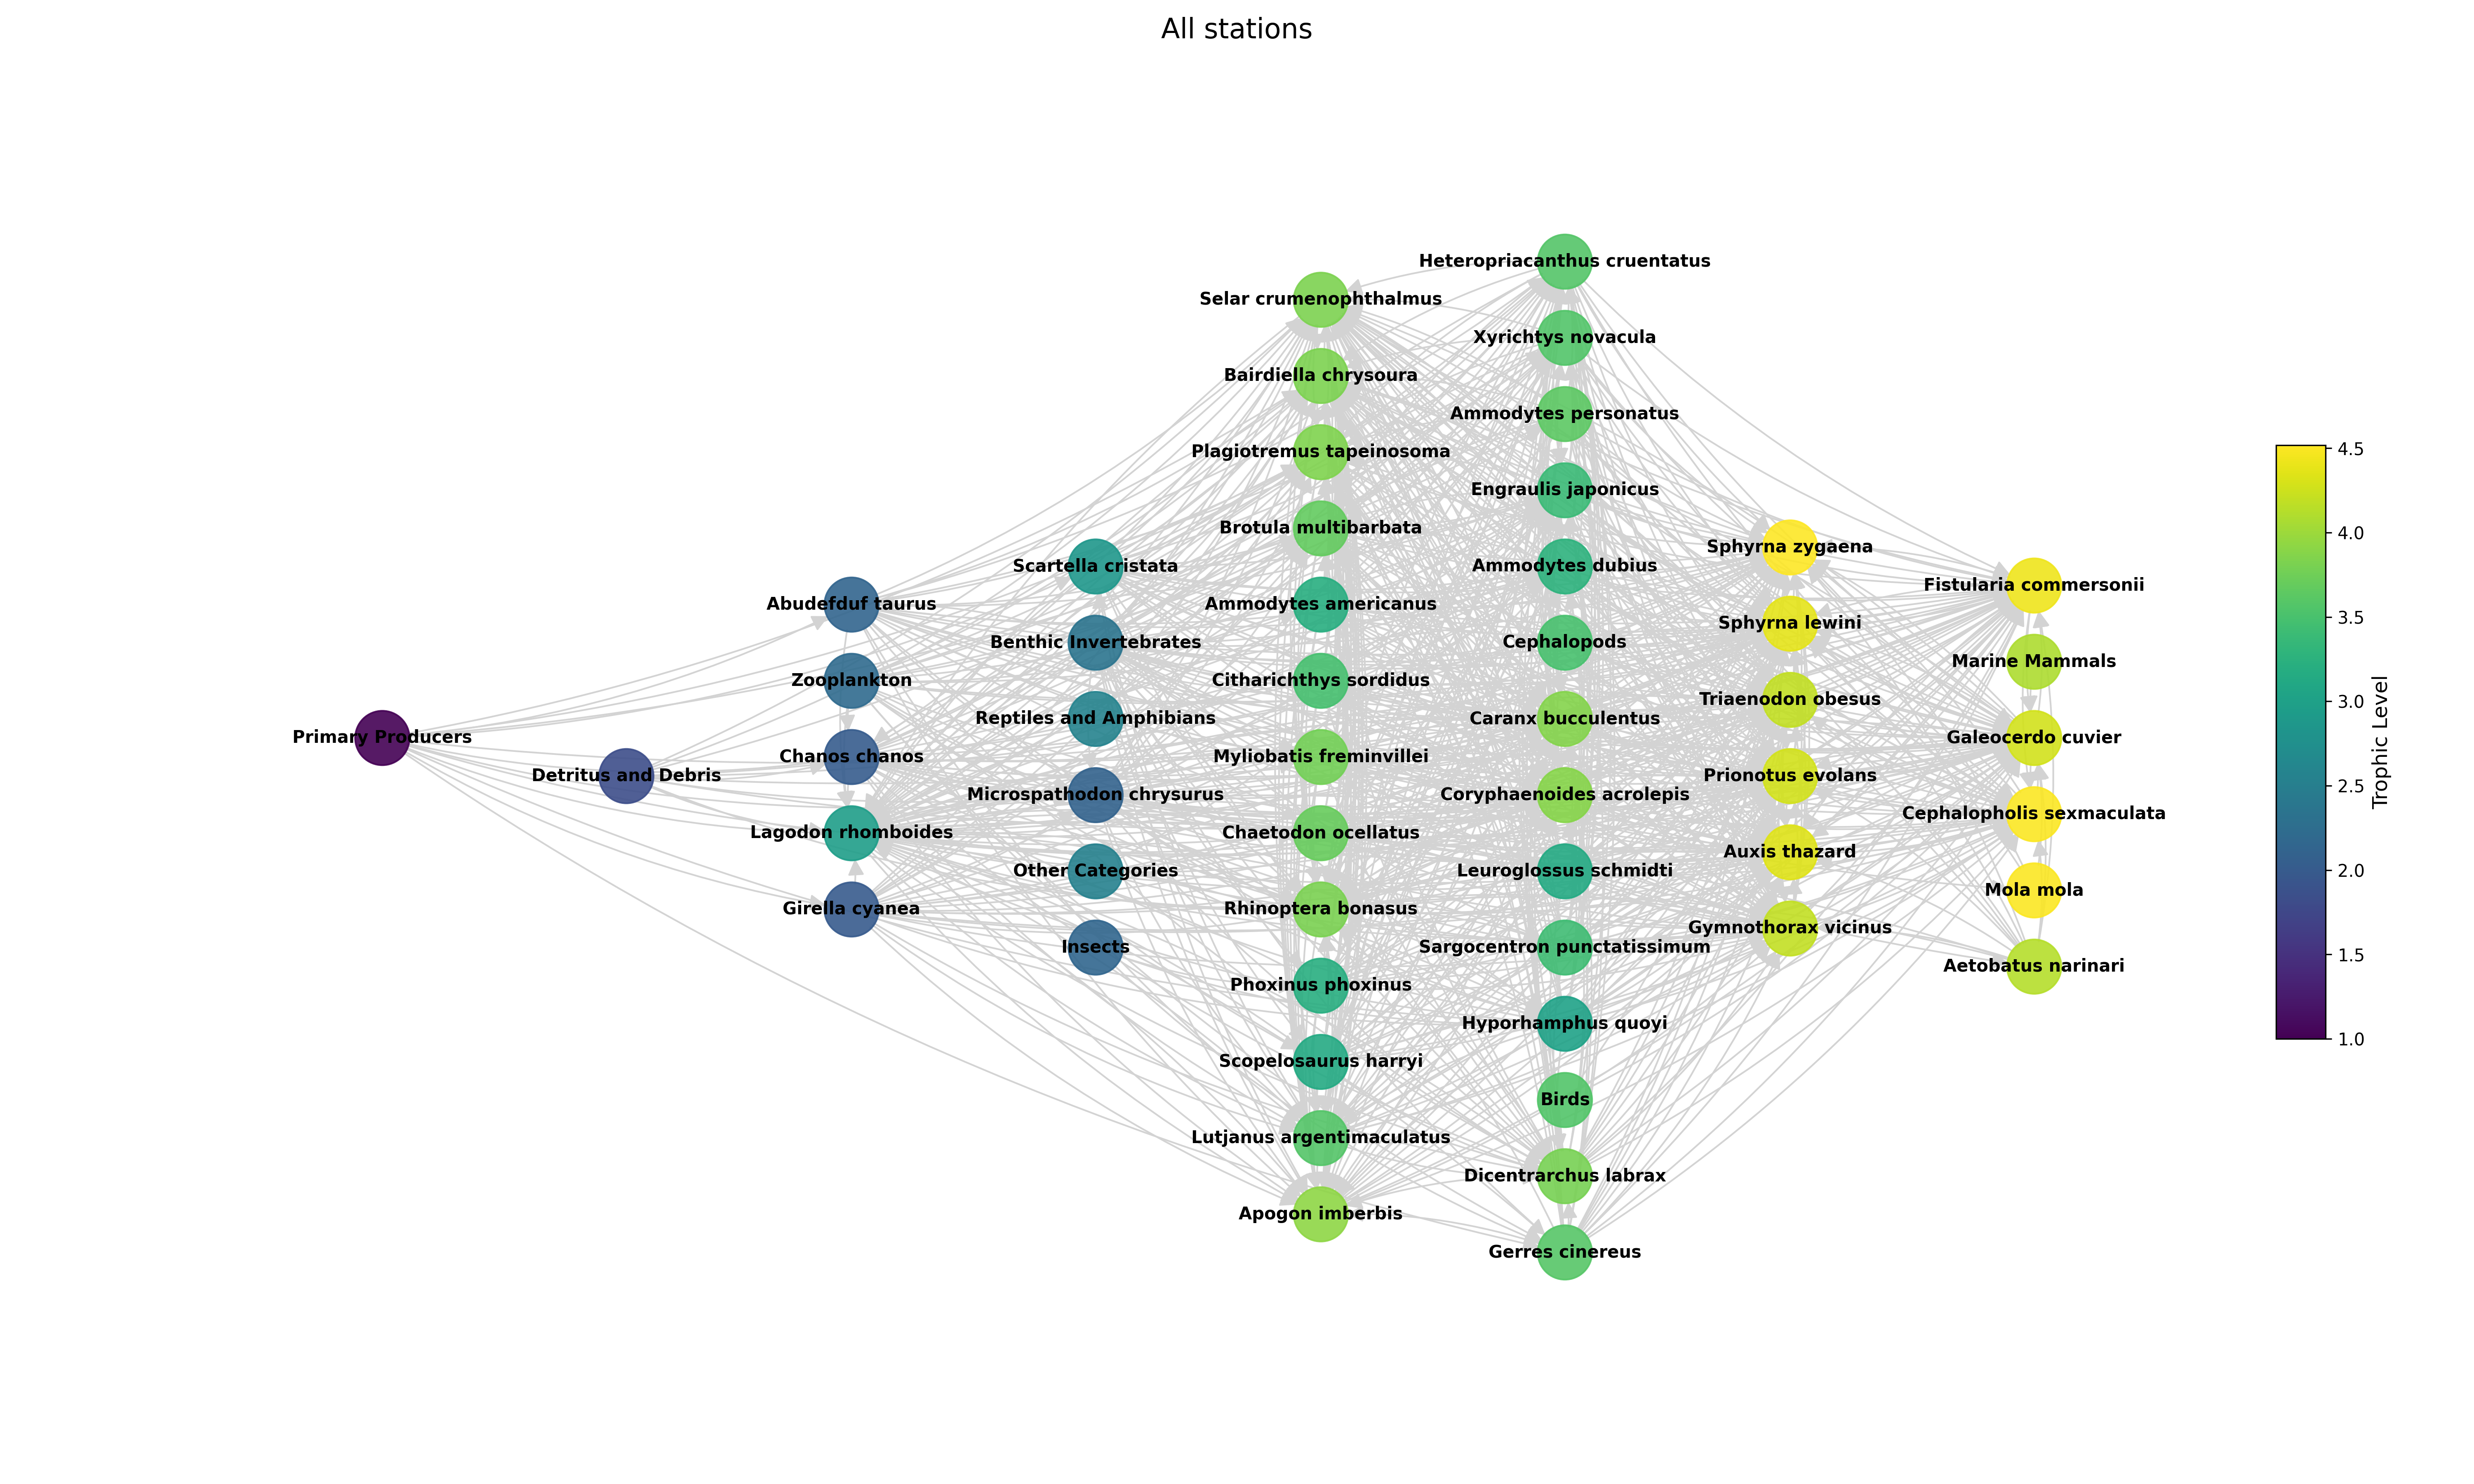 All stations
Primary Producers
Detritus and Debris
Abudefduf taurus
Zooplankton
Chanos chanos
Lagodon rhomboides
Girella cyanea
Scartella cristata
Benthic Invertebrates
Reptiles and Amphibians
Microspathodon chrysurus
Other Categories
Insects
Selar crumenophthalmus
Bairdiella chrysoura
Plagiotremus tapeinosoma
Brotula multibarbata
Ammodytes americanus
Citharichthys sordidus
Myliobatis freminvillei
Chaetodon ocellatus
Rhinoptera bonasus
Phoxinus phoxinus
Scopelosaurus harryi
Lutjanus argentimaculatus
Apogon imberbis
Heteropriacanthus cruentatus
Xyrichtys novacula
Ammodytes personatus
Engraulis japonicus
Ammodytes dubius
Cephalopods
Caranx bucculentus
Coryphaenoides acrolepis
Leuroglossus schmidti
Sargocentron punctatissimum
Hyporhamphus quoyi
Birds
Dicentrarchus labrax
Gerres cinereus
Sphyrna zygaena
Sphyrna lewini
Triaenodon obesus
Prionotus evolans
Auxis thazard
Gymnothorax vicinus
Fistularia commersonii
Marine Mammals
Galeocerdo cuvier
Cephalopholis sexmaculata
Mola mola
Aetobatus narinari
4.5
4.0
3.5
3.0
2.5
2.0
1.5
1.0
Trophic Level